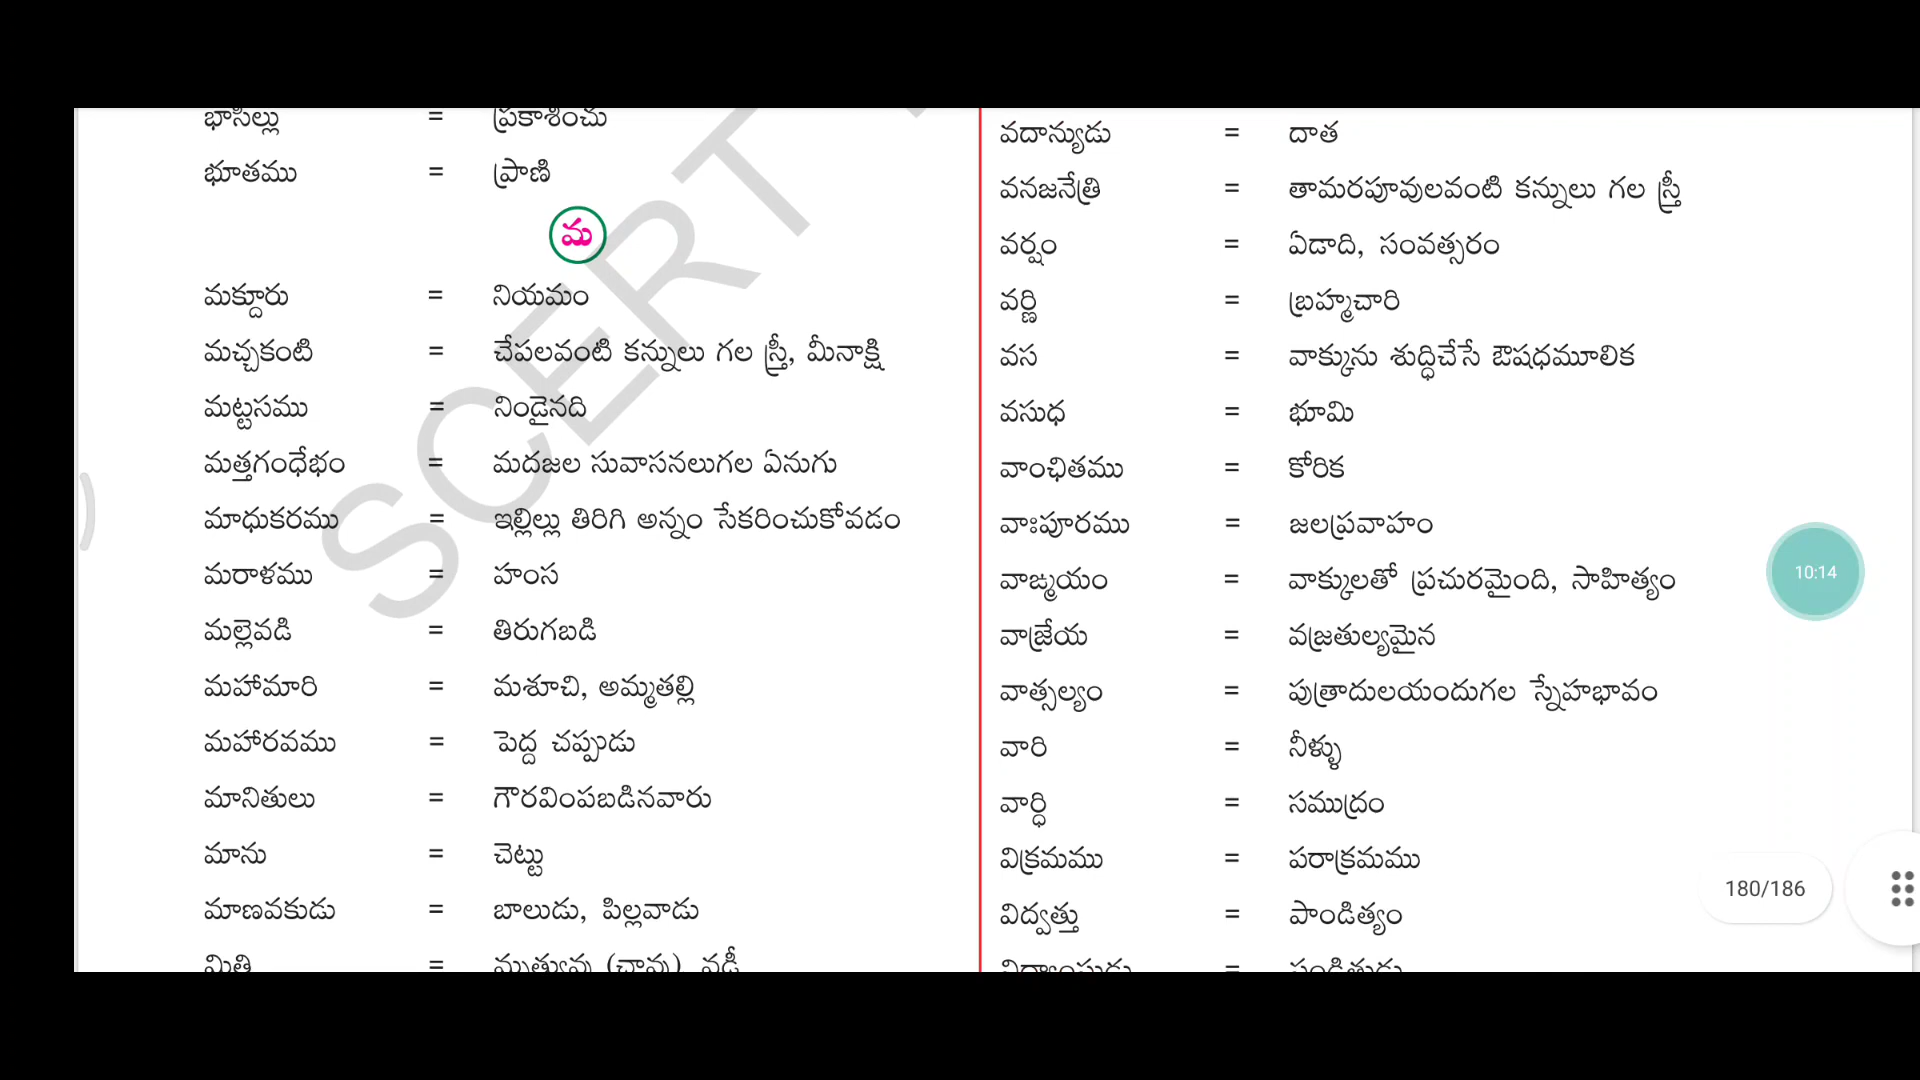 భాసిల్లు = ప్రకాశించు
భూతము = ప్రాణి
మ
మక్దూరు = నియమం
మచ్చకంటి = చేపలవంటి కన్నులు గల స్త్రీ, మీనాక్షి
మట్టసము = నిండైనది
మత్తగంధేభం = మదజల సువాసనలుగల ఏనుగు
మాధుకరము = ఇల్లిల్లు తిరిగి అన్నం సేకరించుకోవడం
మరాళము = హంస
మల్లెవడి = తిరుగబడి
మహామారి = మశూచి, అమ్మతల్లి
మహారవము = పెద్ద చప్పుడు
మానితులు = గౌరవింపబడినవారు
మాను = చెట్టు
మాణవకుడు = బాలుడు, పిల్లవాడు
మితి = మృత్యువు (చావు), వడ్డీ
వదాన్యుడు = దాత
వనజనేత్రి = తామరపూవులవంటి కన్నులు గల స్త్రీ
వర్షం = ఏడాది, సంవత్సరం
వర్ణి = బ్రహ్మచారి
వస = వాక్కును శుద్ధిచేసే ఔషధమూలిక
వసుధ = భూమి
వాంఛితము = కోరిక
వాఃపూరము = జలప్రవాహం
వాఙ్మయం = వాక్కులతో ప్రచురమైంది, సాహిత్యం
వాజ్రేయ = వజ్రతుల్యమైన
వాత్సల్యం = పుత్రాదులయందుగల స్నేహభావం
వారి = నీళ్ళు
వార్ధి = సముద్రం
విక్రమము = పరాక్రమము
విద్వత్తు = పాండిత్యం
విద్వాంసుడు = పండితుడు
SCERT
10:14
180/186